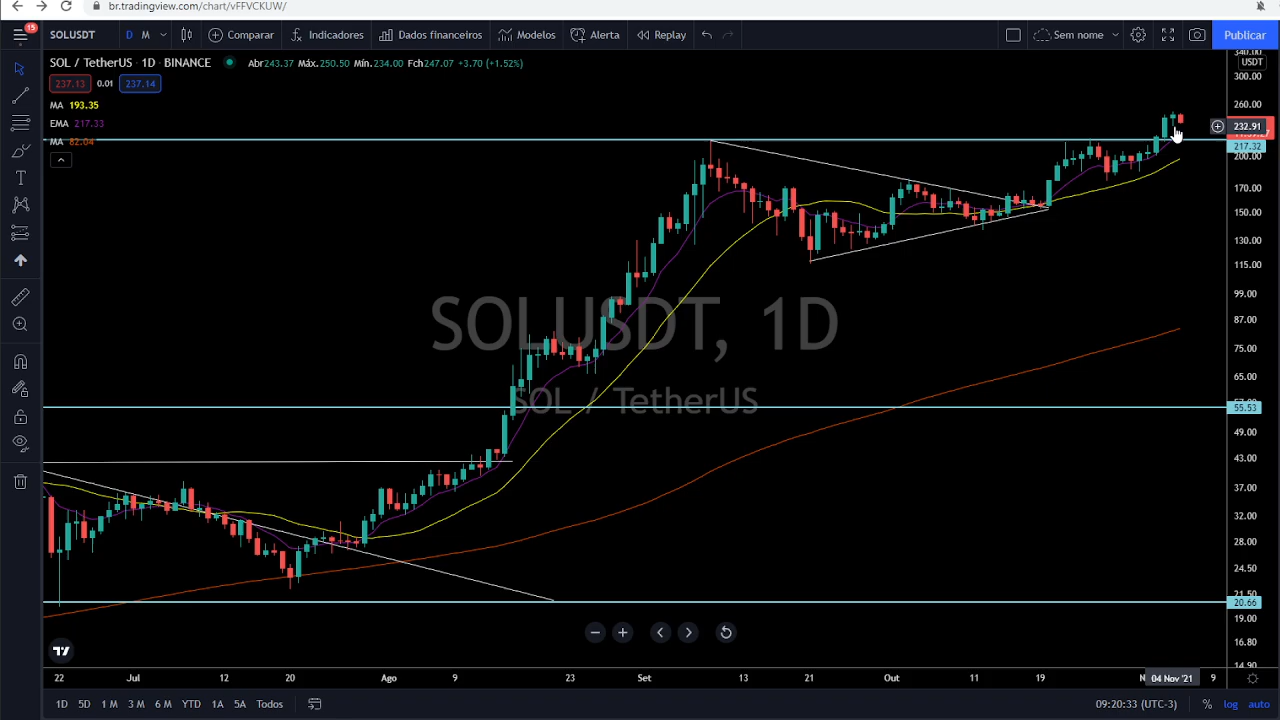 br.tradingview.com/chart/vFFVCKUW/
15
SOLUSDT D M Comparar Indicadores Dados financeiros Modelos Alerta Replay Sem nome Publicar
SOL / TetherUS · 1D · BINANCE Abr243.37 Máx.250.50 Mín.234.00 Fch247.07 +3.70 (+1.52%)
237.13 0.01 237.14
MA 193.35
EMA 217.33
MA 82.04
340.00
USDT
300.00
260.00
232.91
217.32
200.00
170.00
150.00
130.00
115.00
99.00
87.00
75.00
65.00
55.53
49.00
43.00
37.00
32.00
28.00
24.50
21.50
20.66
19.00
16.80
14.90
SOLUSDT, 1D
SOL / TetherUS
22 Jul 12 20 Ago 9 23 Set 13 21 Out 11 19 04 Nov '21 9
1D 5D 1M 3M 6M YTD 1A 5A Todos 09:20:33 (UTC-3) % log auto